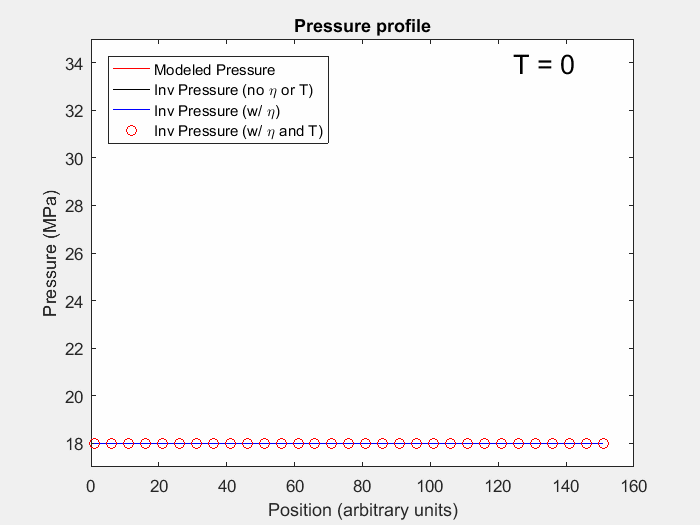 Pressure profile
T = 0
Modeled Pressure
Inv Pressure (no η or T)
Inv Pressure (w/ η)
Inv Pressure (w/ η and T)
Pressure (MPa)
34
32
30
28
26
24
22
20
18
0 20 40 60 80 100 120 140 160
Position (arbitrary units)